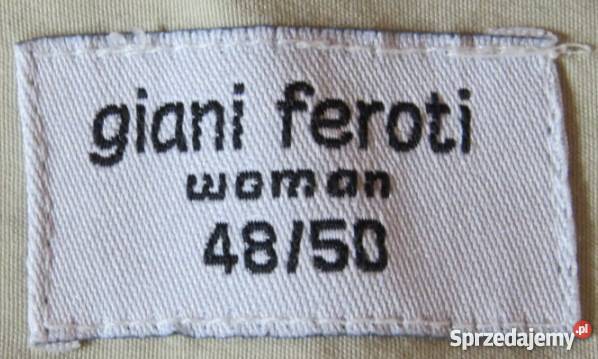 giani feroti
woman
48/50
Sprzedajemy.pl